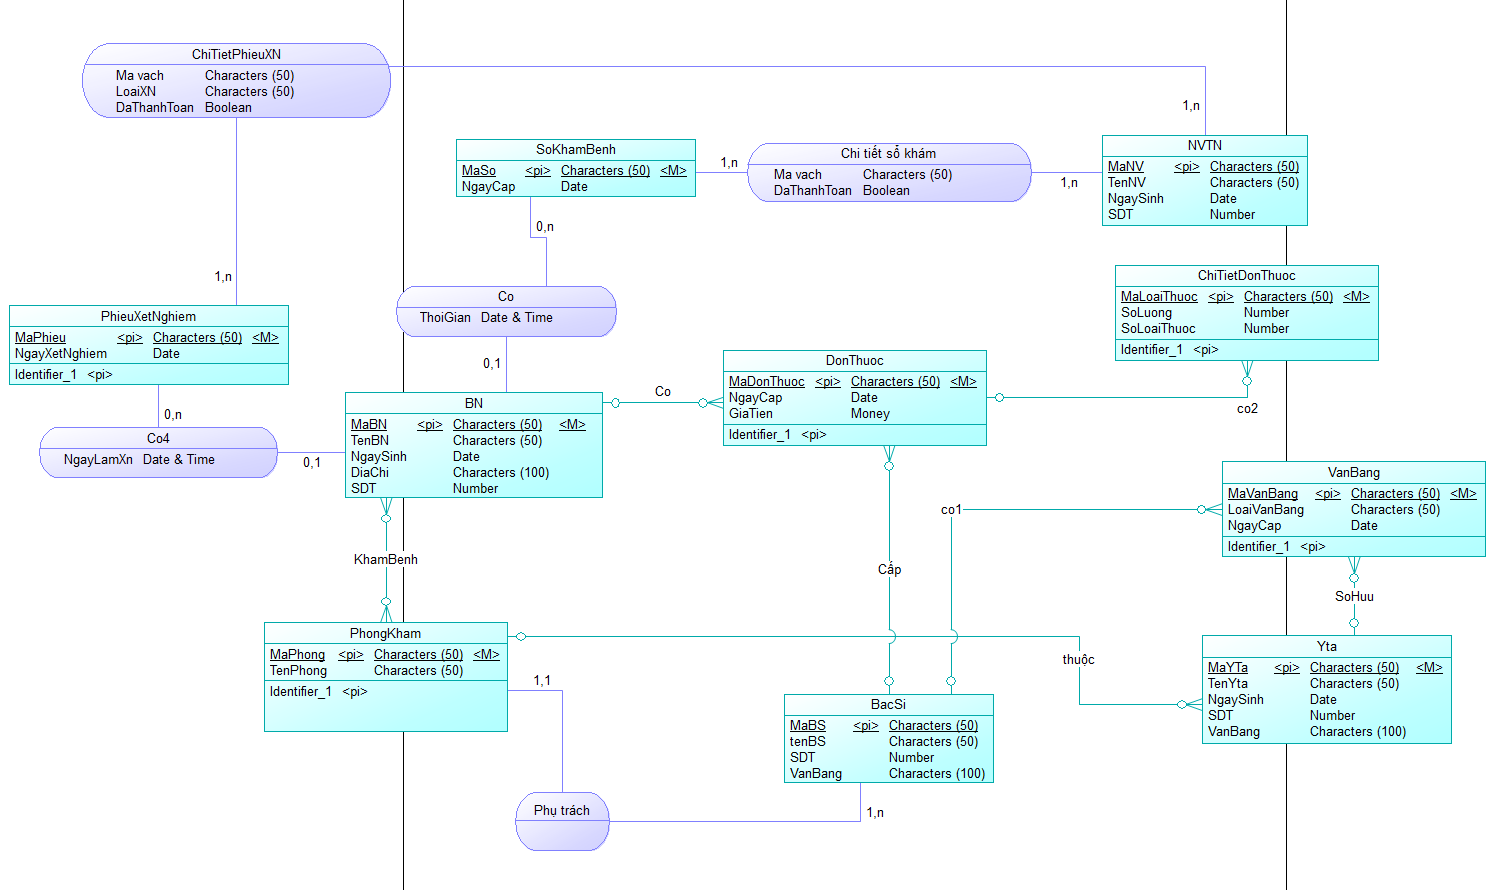 ChiTietPhieuXN
Ma vach Characters (50)
LoaiXN Characters (50)
DaThanhToan Boolean
1,n
SoKhamBenh
MaSo <pi> Characters (50) <M>
NgayCap Date
1,n
Chi tiết sổ khám
Ma vach Characters (50)
DaThanhToan Boolean
1,n
NVTN
MaNV <pi> Characters (50)
TenNV Characters (50)
NgaySinh Date
SDT Number
0,n
1,n
Co
ThoiGian Date & Time
ChiTietDonThuoc
MaLoaiThuoc <pi> Characters (50) <M>
SoLuong Number
SoLoaiThuoc Number
Identifier_1 <pi>
PhieuXetNghiem
MaPhieu <pi> Characters (50) <M>
NgayXetNghiem Date
Identifier_1 <pi>
0,1
DonThuoc
MaDonThuoc <pi> Characters (50) <M>
NgayCap Date
GiaTien Money
Identifier_1 <pi>
Co
co2
0,n
Co4
NgayLamXn Date & Time
0,1
BN
MaBN <pi> Characters (50) <M>
TenBN Characters (50)
NgaySinh Date
DiaChi Characters (100)
SDT Number
VanBang
MaVanBang <pi> Characters (50) <M>
LoaiVanBang Characters (50)
NgayCap Date
Identifier_1 <pi>
co1
KhamBenh
Cấp
SoHuu
PhongKham
MaPhong <pi> Characters (50) <M>
TenPhong Characters (50)
Identifier_1 <pi>
thuộc
Yta
MaYTa <pi> Characters (50) <M>
TenYta Characters (50)
NgaySinh Date
SDT Number
VanBang Characters (100)
1,1
BacSi
MaBS <pi> Characters (50)
tenBS Characters (50)
SDT Number
VanBang Characters (100)
Phụ trách
1,n